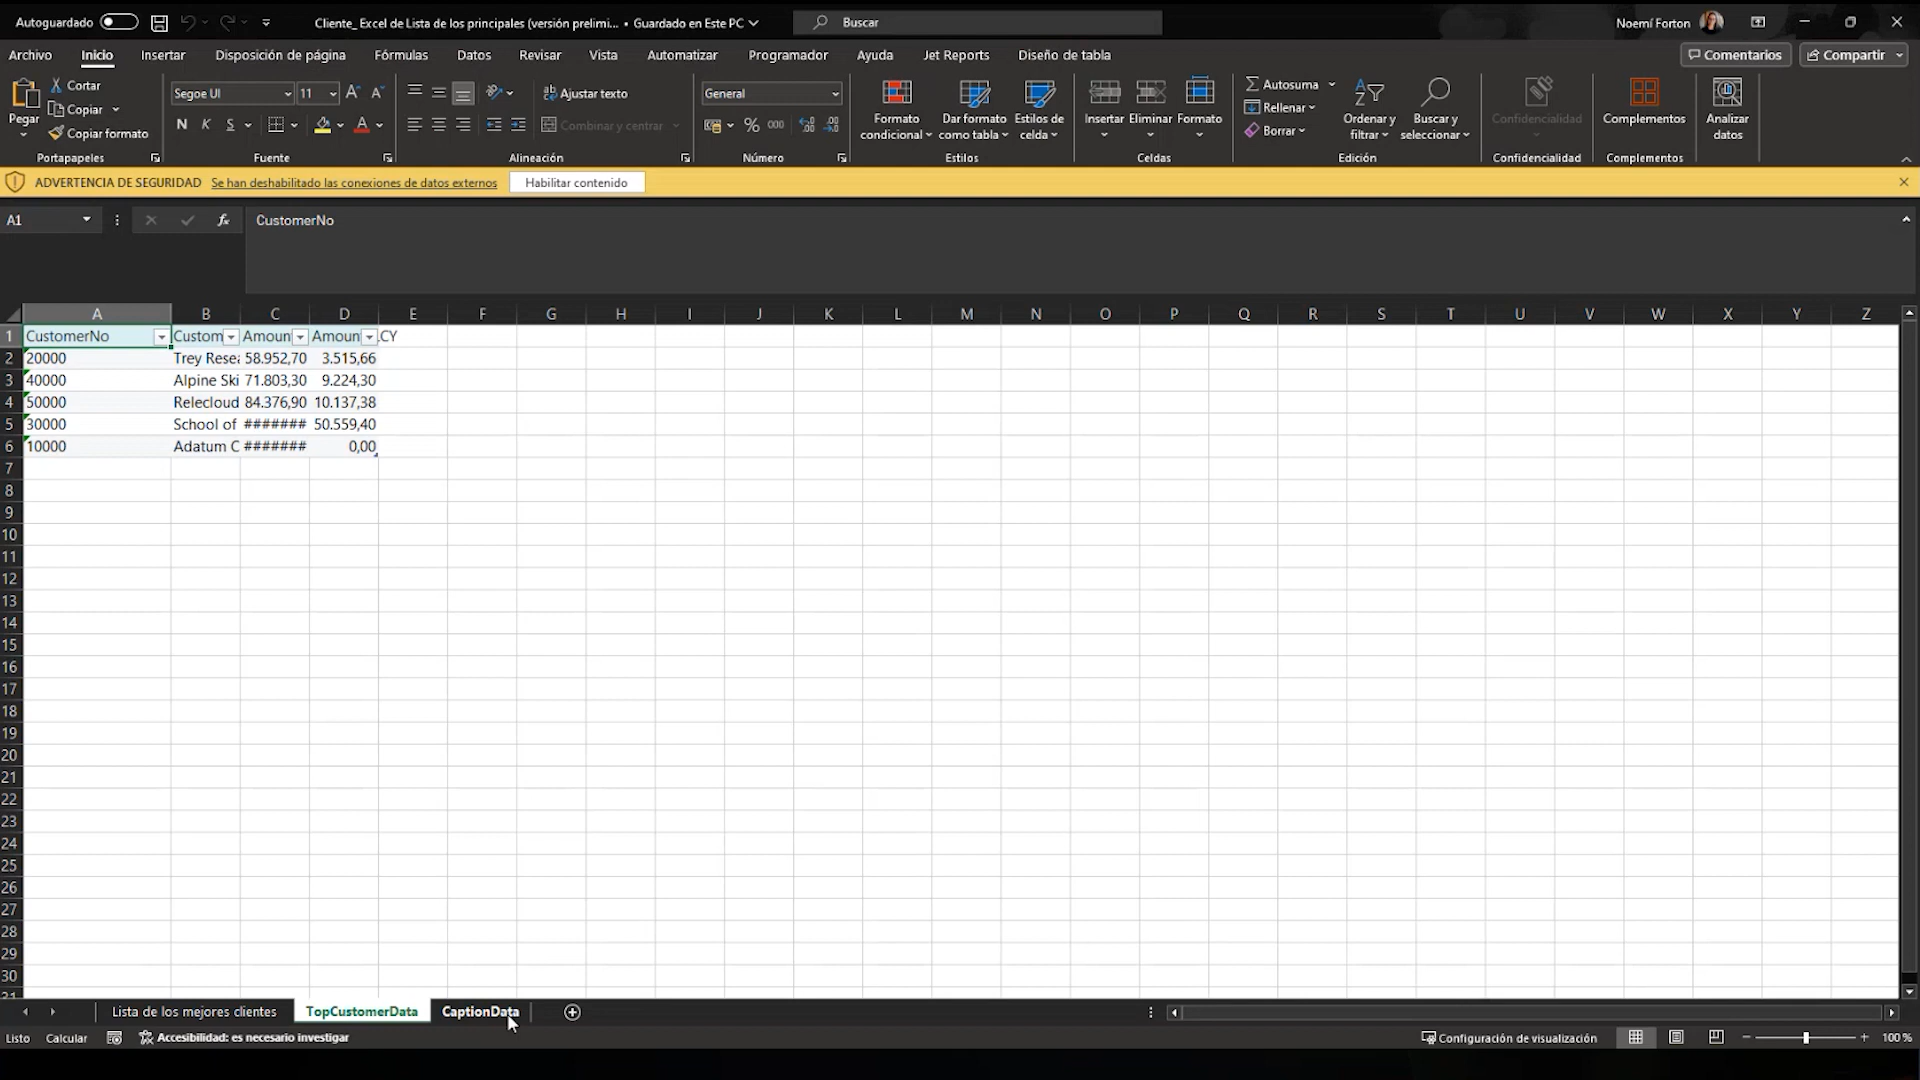 Autoguardado
Cliente_Excel de Lista de los principales (versión prelimi... • Guardado en Este PC
Buscar
Noemí Forton
Archivo Inicio Insertar Disposición de página Fórmulas Datos Revisar Vista Automatizar Programador Ayuda Jet Reports Diseño de tabla Comentarios Compartir
Pegar
Cortar
Copiar
Copiar formato
Portapapeles
Segoe UI 11
N K S
Fuente
Ajustar texto
Combinar y centrar
Alineación
General
% 000
Número
Formato condicional
Dar formato como tabla
Estilos de celda
Estilos
Insertar Eliminar Formato
Celdas
Autosuma
Rellenar
Borrar
Ordenar y filtrar
Buscar y seleccionar
Edición
Confidencialidad
Confidencialidad
Complementos
Complementos
Analizar datos
ADVERTENCIA DE SEGURIDAD Se han deshabilitado las conexiones de datos externos Habilitar contenido
A1 fx CustomerNo
A B C D E F G H I J K L M N O P Q R S T U V W X Y Z
1 CustomerNo Custom Amoun Amoun CY
2 20000 Trey Rese 58.952,70 3.515,66
3 40000 Alpine Ski 71.803,30 9.224,30
4 50000 Relecloud 84.376,90 10.137,38
5 30000 School of ####### 50.559,40
6 10000 Adatum C ####### 0,00
7
8
9
10
11
12
13
14
15
16
17
18
19
20
21
22
23
24
25
26
27
28
29
30
31
Lista de los mejores clientes TopCustomerData CaptionData
Listo Calcular Accesibilidad: es necesario investigar Configuración de visualización 100 %